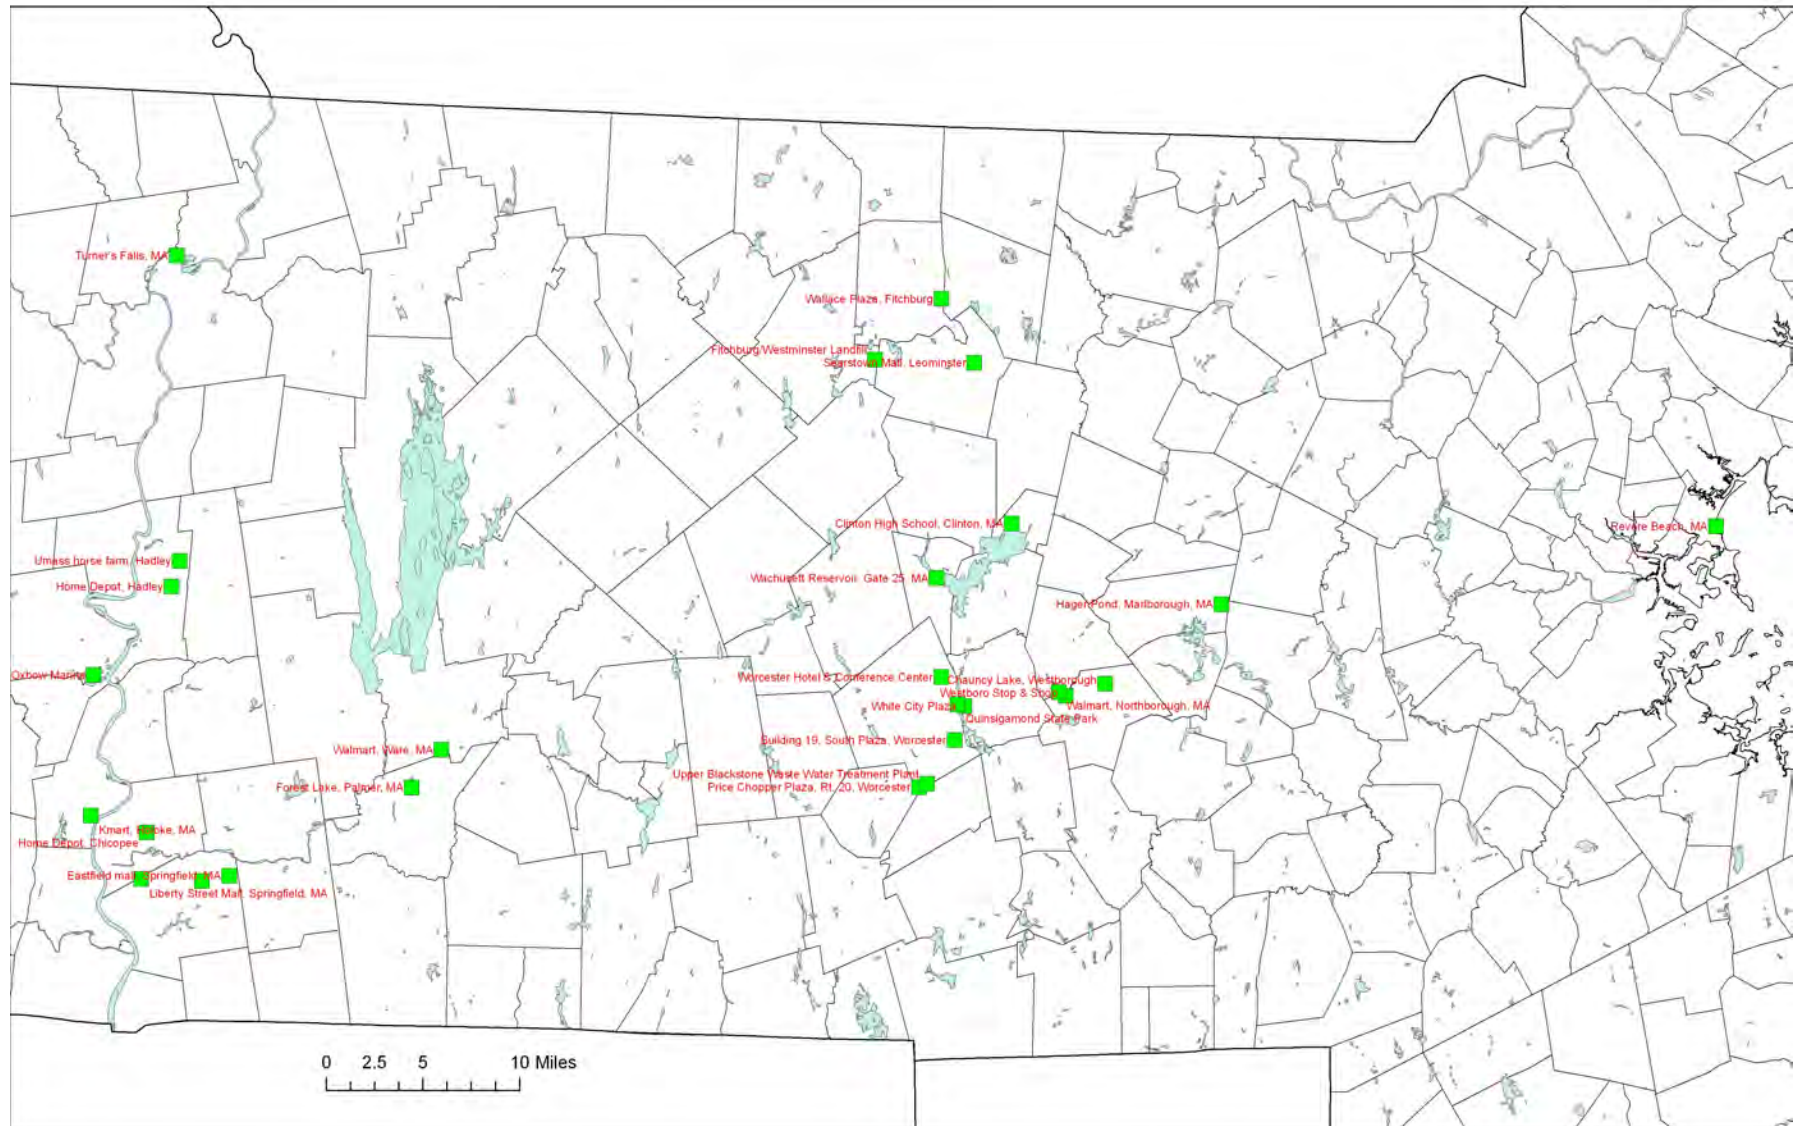 Turner's Falls, MA
Wallace Plaza, Fitchburg
Fitchburg/Westminster Landfill
Searstown Mall, Leominster
Clinton High School, Clinton, MA
Revere Beach, MA
Umass horse farm, Hadley
Wachusett Reservoir Gate 25, MA
Home Depot, Hadley
Hager Pond, Marlborough, MA
Oxbow Marina
Worcester Hotel & Conference Center
Chauncy Lake, Westborough
Westboro Stop & Shop
White City Plaza
Walmart, Northborough, MA
Quinsigamond State Park
Building 19, South Plaza, Worcester
Walmart, Ware, MA
Upper Blackstone Waste Water Treatment Plant
Forest Lake, Palmer, MA
Price Chopper Plaza, Rt. 20, Worcester
Kmart, Holyoke, MA
Home Depot, Chicopee
Eastfield mall, Springfield, MA
Liberty Street Mall, Springfield, MA
0 2.5 5 10 Miles